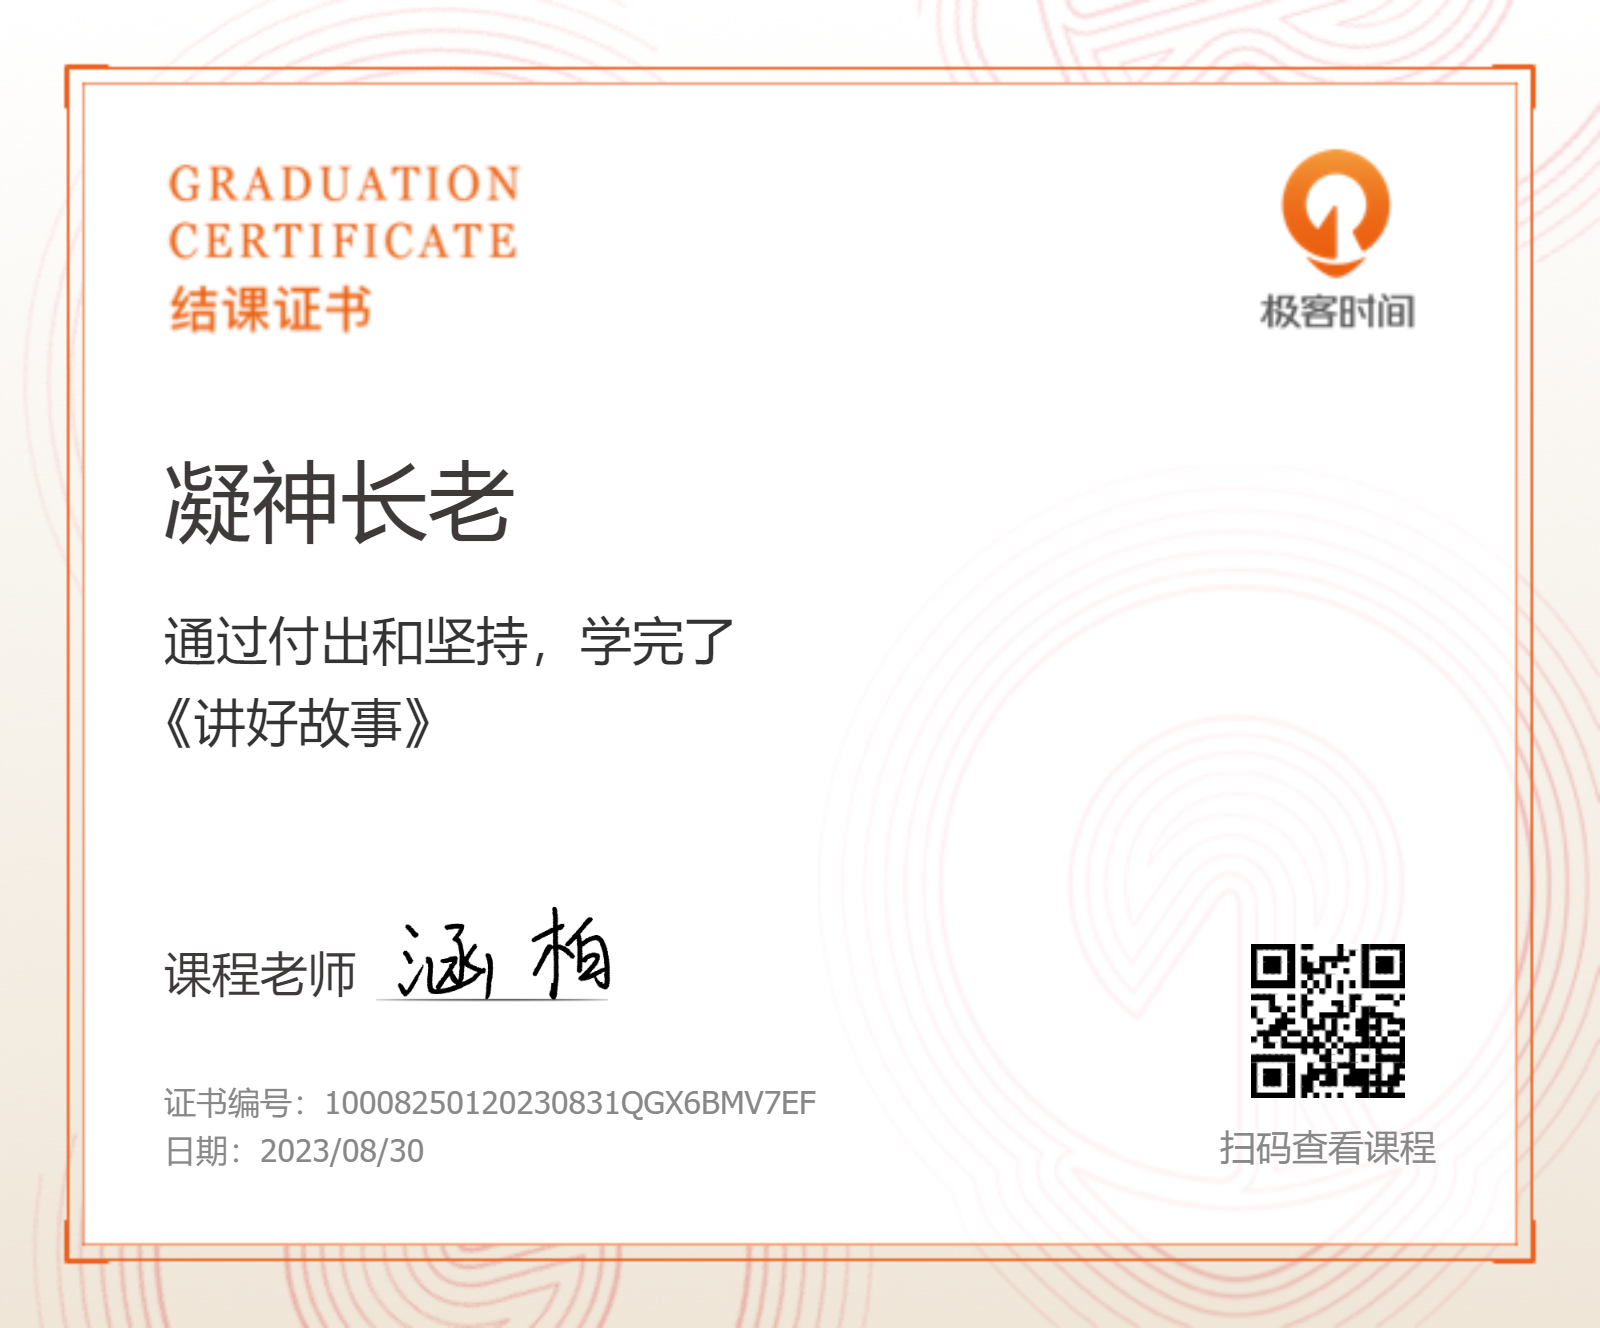 GRADUATION
CERTIFICATE
结课证书
极客时间
凝神长老
通过付出和坚持，学完了
《讲好故事》
课程老师 涵柏
证书编号：10008250120230831QGX6BMV7EF
日期：2023/08/30
扫码查看课程